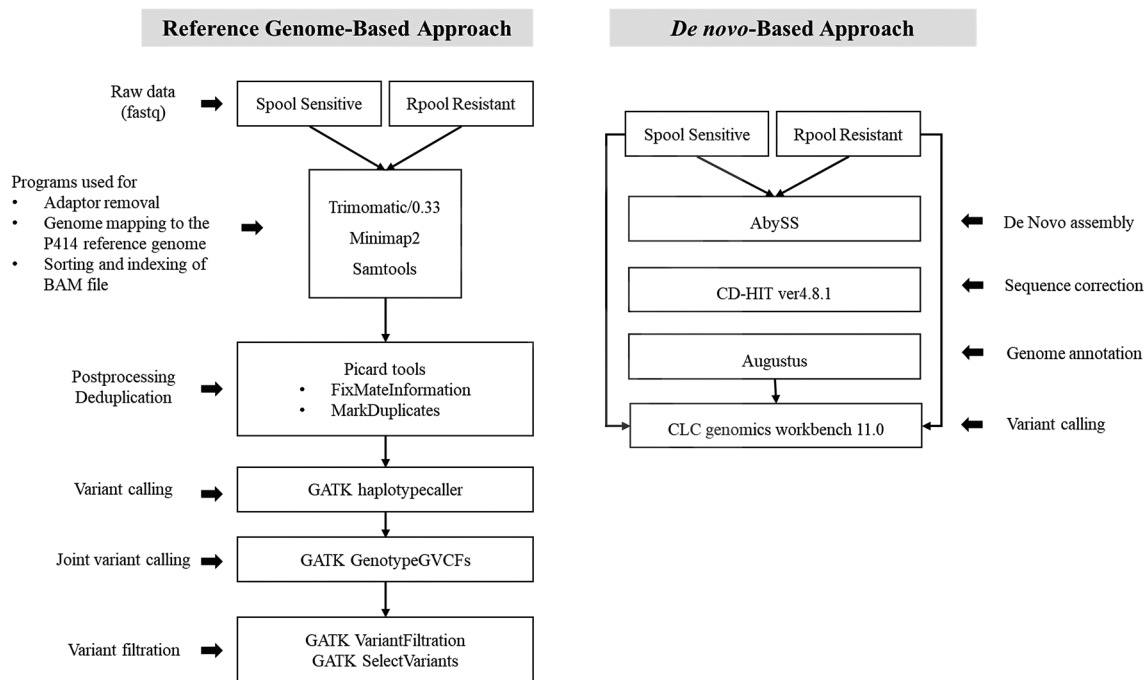 Reference Genome-Based Approach
Raw data
(fastq)
Spool Sensitive
Rpool Resistant
Programs used for
• Adaptor removal
• Genome mapping to the
P414 reference genome
• Sorting and indexing of
BAM file
Trimomatic/0.33
Minimap2
Samtools
Postprocessing
Deduplication
Picard tools
• FixMateInformation
• MarkDuplicates
Variant calling
GATK haplotypecaller
Joint variant calling
GATK GenotypeGVCFs
Variant filtration
GATK VariantFiltration
GATK SelectVariants
De novo-Based Approach
Spool Sensitive
Rpool Resistant
AbySS
De Novo assembly
CD-HIT ver4.8.1
Sequence correction
Augustus
Genome annotation
CLC genomics workbench 11.0
Variant calling